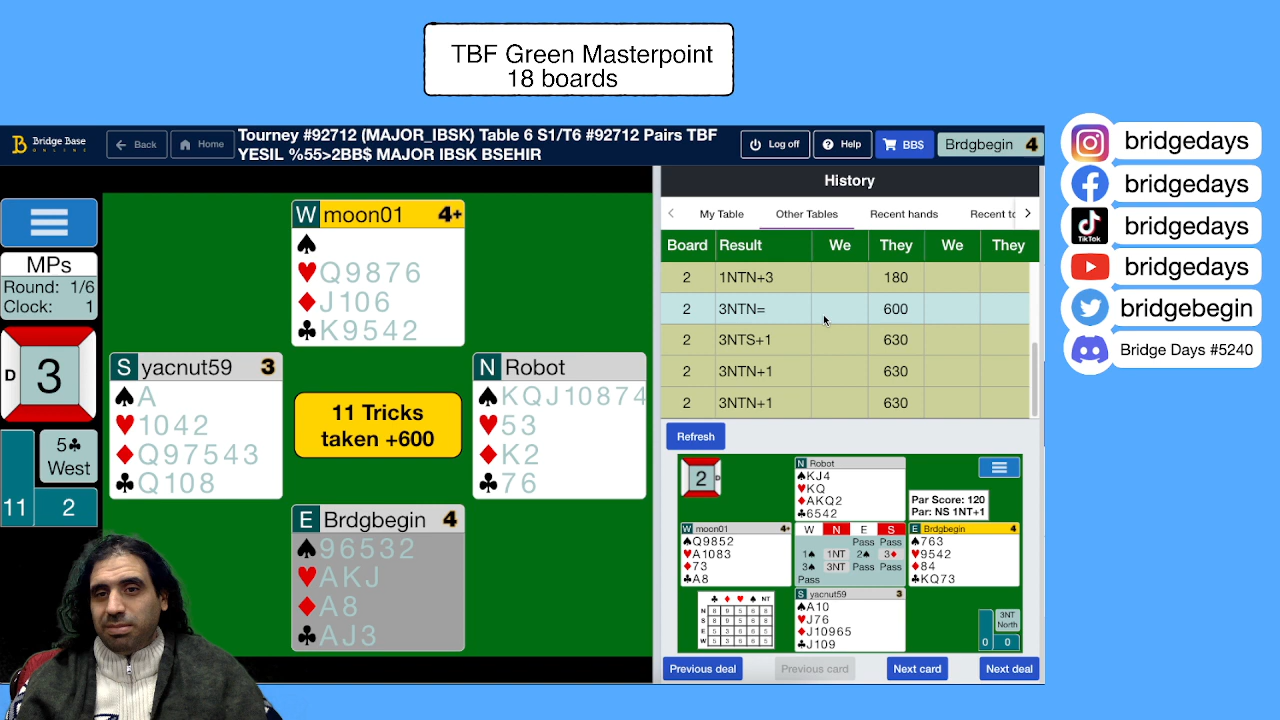 TBF Green Masterpoint
18 boards
Bridge Base
ONLINE
Back
Home
Tourney #92712 (MAJOR_IBSK) Table 6 S1/T6 #92712 Pairs TBF
YESIL %55>2BB$ MAJOR IBSK BSEHIR
Log off
Help
BB$
Brdgbegin 4
MPs
Round: 1/6
Clock: 1
D 3
5♣
West
11 2
W moon01 4+
♠
♥Q9876
♦J106
♣K9542
S yacnut59 3
♠A
♥1042
♦Q97543
♣Q108
11 Tricks
taken +600
N Robot
♠KQJ10874
♥53
♦K2
♣76
E Brdgbegin 4
♠96532
♥AKJ
♦A8
♣AJ3
History
My Table Other Tables Recent hands Recent to
Board Result We They We They
2 1NTN+3 180
2 3NTN= 600
2 3NTS+1 630
2 3NTN+1 630
2 3NTN+1 630
Refresh
2 D
N Robot
♠KJ4
♥KQ
♦AKQ2
♣6542
Par Score: 120
Par: NS 1NT+1
W moon01 4+
♠Q9852
♥A1083
♦73
♣A8
W N E S
Pass Pass
1♠ 1NT 2♠ 3♦
3♠ 3NT Pass Pass
Pass
E Brdgbegin 4
♠763
♥9542
♦84
♣KQ73
S yacnut59 3
♠A10
♥J76
♦J10965
♣J109
3NT
North
0 0
Previous deal
Previous card
Next card
Next deal
bridgedays
bridgedays
TikTok
bridgedays
bridgedays
bridgebegin
Bridge Days #5240